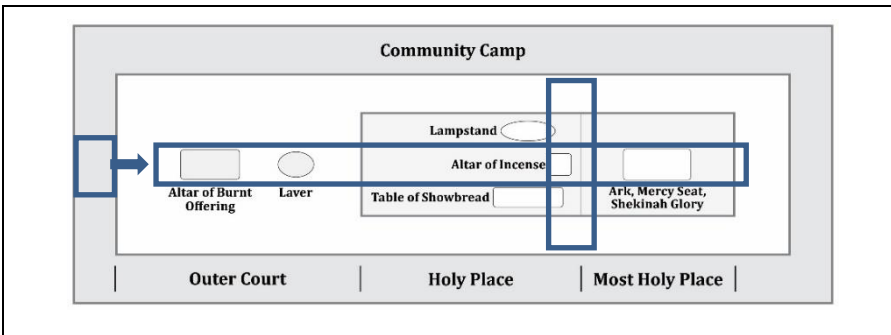 Community Camp
Lampstand
Altar of Incense
Altar of Burnt
Offering
Laver
Table of Showbread
Ark, Mercy Seat,
Shekinah Glory
Outer Court
Holy Place
Most Holy Place